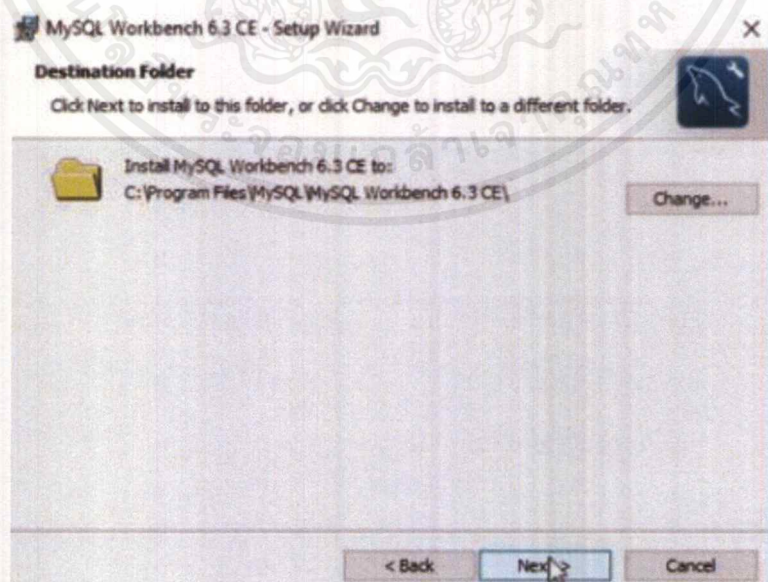 MySQL Workbench 6.3 CE - Setup Wizard
Destination Folder
Click Next to install to this folder, or click Change to install to a different folder.
Install MySQL Workbench 6.3 CE to:
C:\Program Files\MySQL\MySQL Workbench 6.3 CE\
Change...
< Back
Next >
Cancel